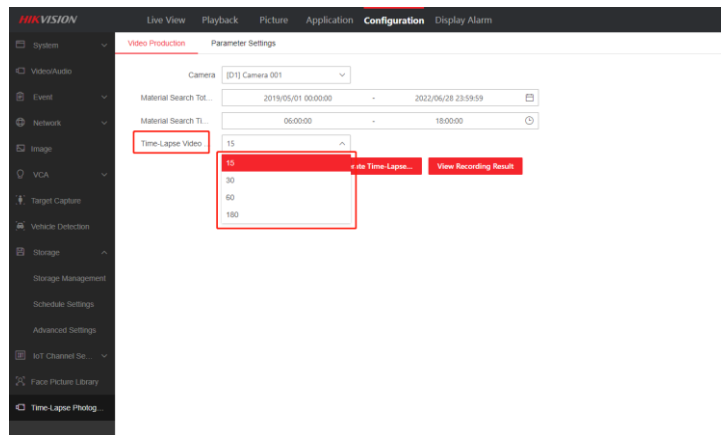 HIKVISION Live View Playback Picture Application Configuration Display Alarm
System
Video/Audio
Event
Network
Image
VCA
Target Capture
Vehicle Detection
Storage
Storage Management
Schedule Settings
Advanced Settings
IoT Channel Se...
Face Picture Library
Time-Lapse Photog...
Video Production Parameter Settings
Camera [D1] Camera 001
Material Search Tot... 2019/05/01 00:00:00 - 2022/06/28 23:59:59
Material Search Ti... 06:00:00 - 18:00:00
Time-Lapse Video 15
15
30
60
180
Time-Lapse... View Recording Result